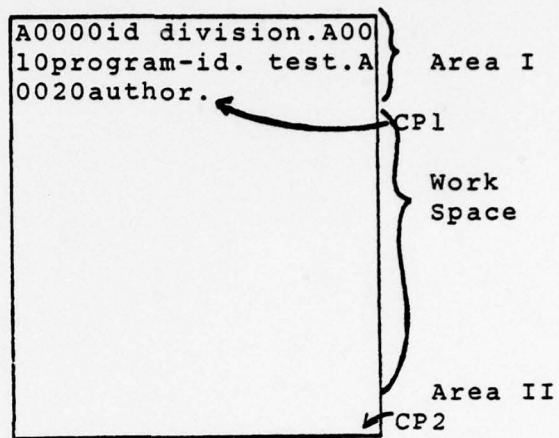 A0000id division.A00
10program-id. test.A
0020author.
Area I
CP1
Work
Space
Area II
CP2